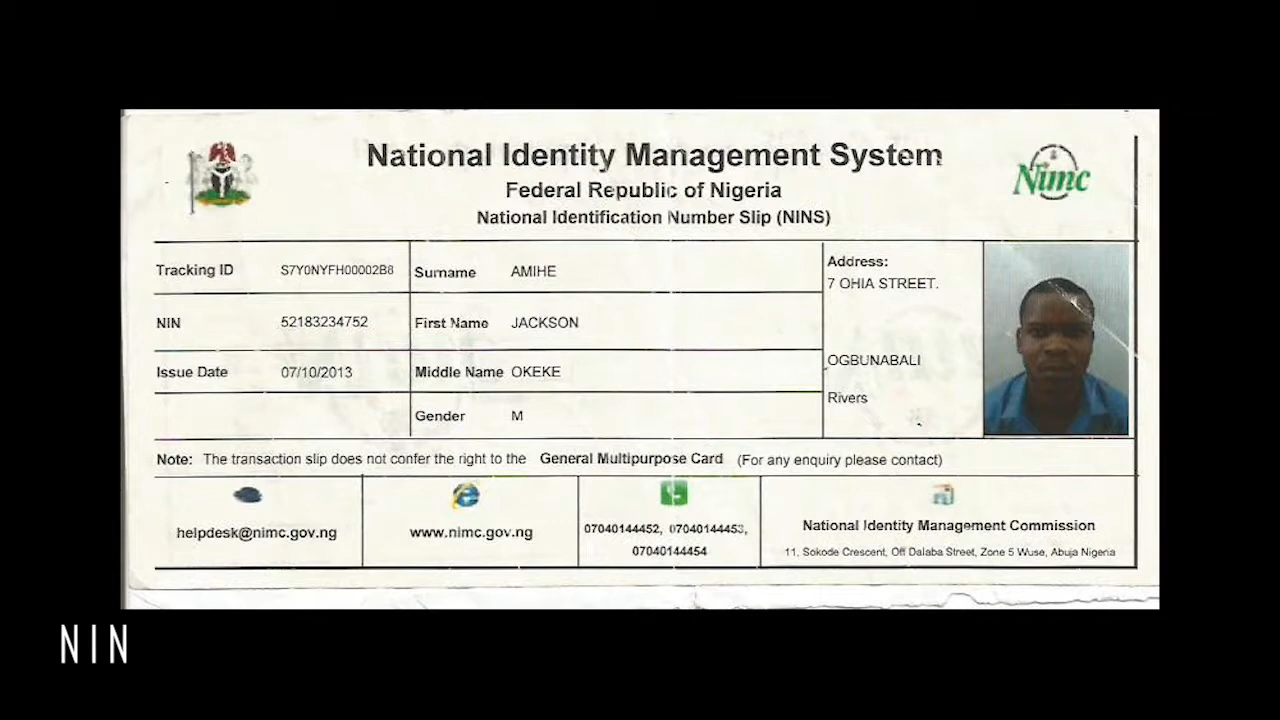 National Identity Management System
Federal Republic of Nigeria
National Identification Number Slip (NINS)
Nimc
Tracking ID S7Y0NYFH00002B8
Surname AMIHE
Address:
7 OHIA STREET.
NIN 52183234752
First Name JACKSON
OGBUNABALI
Issue Date 07/10/2013
Middle Name OKEKE
Rivers
Gender M
Note: The transaction slip does not confer the right to the General Multipurpose Card (For any enquiry please contact)
helpdesk@nimc.gov.ng
www.nimc.gov.ng
07040144452, 07040144453,
07040144454
National Identity Management Commission
11, Sokode Crescent, Off Dalaba Street, Zone 5 Wuse, Abuja Nigeria
NIN